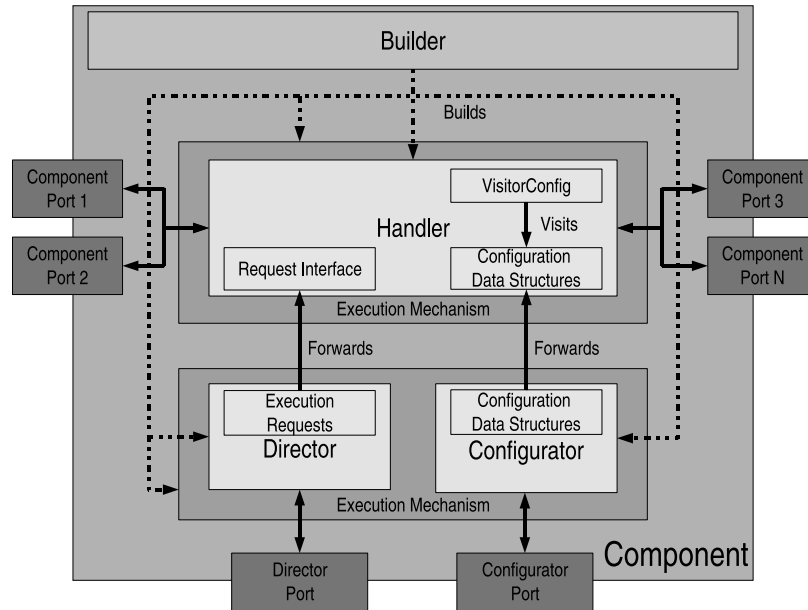 Builder
Builds
Component
Port 1
Component
Port 2
Component
Port 3
Component
Port N
VisitorConfig
Handler
Visits
Request Interface
Configuration
Data Structures
Execution Mechanism
Forwards
Forwards
Execution
Requests
Director
Configuration
Data Structures
Configurator
Execution Mechanism
Component
Director
Port
Configurator
Port